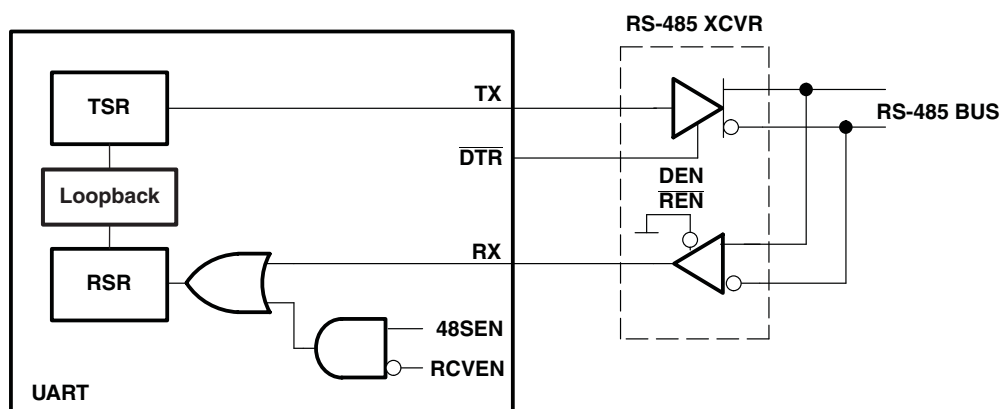 RS-485 XCVR
TSR
TX
RS-485 BUS
DTR
DEN
REN
Loopback
RX
RSR
48SEN
RCVEN
UART